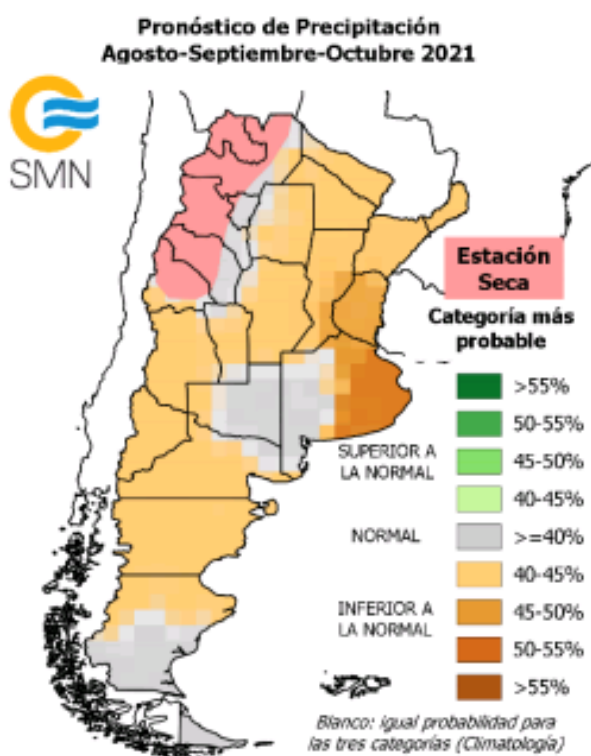 Pronóstico de Precipitación
Agosto-Septiembre-Octubre 2021
SMN
Estación
Seca
Categoría más
probable
>55%
50-55%
45-50%
SUPERIOR A
LA NORMAL
40-45%
NORMAL
>=40%
40-45%
INFERIOR A
LA NORMAL
45-50%
50-55%
>55%
Blanco: igual probabilidad para
las tres categorías (Climatología)